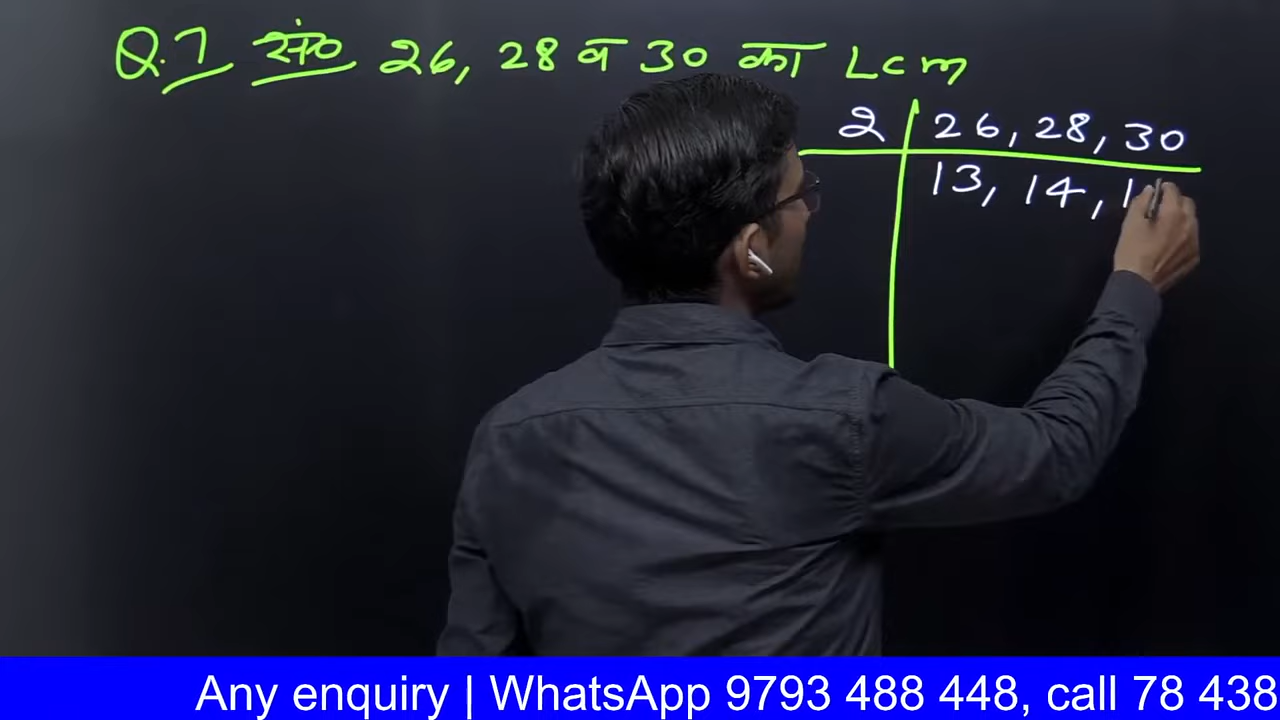 Q.7 सं० 26, 28 व 30 का Lcm
2 26, 28, 30
13, 14, 1
Any enquiry | WhatsApp 9793 488 448, call 78 438